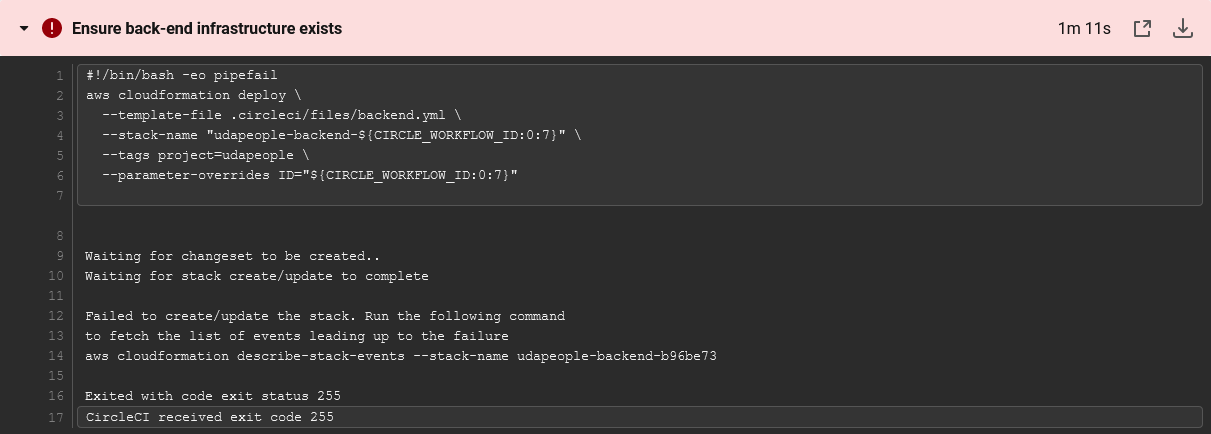 Ensure back-end infrastructure exists 1m 11s
1 #!/bin/bash -eo pipefail
2 aws cloudformation deploy \
3   --template-file .circleci/files/backend.yml \
4   --stack-name "udapeople-backend-${CIRCLE_WORKFLOW_ID:0:7}" \
5   --tags project=udapeople \
6   --parameter-overrides ID="${CIRCLE_WORKFLOW_ID:0:7}"
7
8
9 Waiting for changeset to be created..
10 Waiting for stack create/update to complete
11
12 Failed to create/update the stack. Run the following command
13 to fetch the list of events leading up to the failure
14 aws cloudformation describe-stack-events --stack-name udapeople-backend-b96be73
15
16 Exited with code exit status 255
17 CircleCI received exit code 255